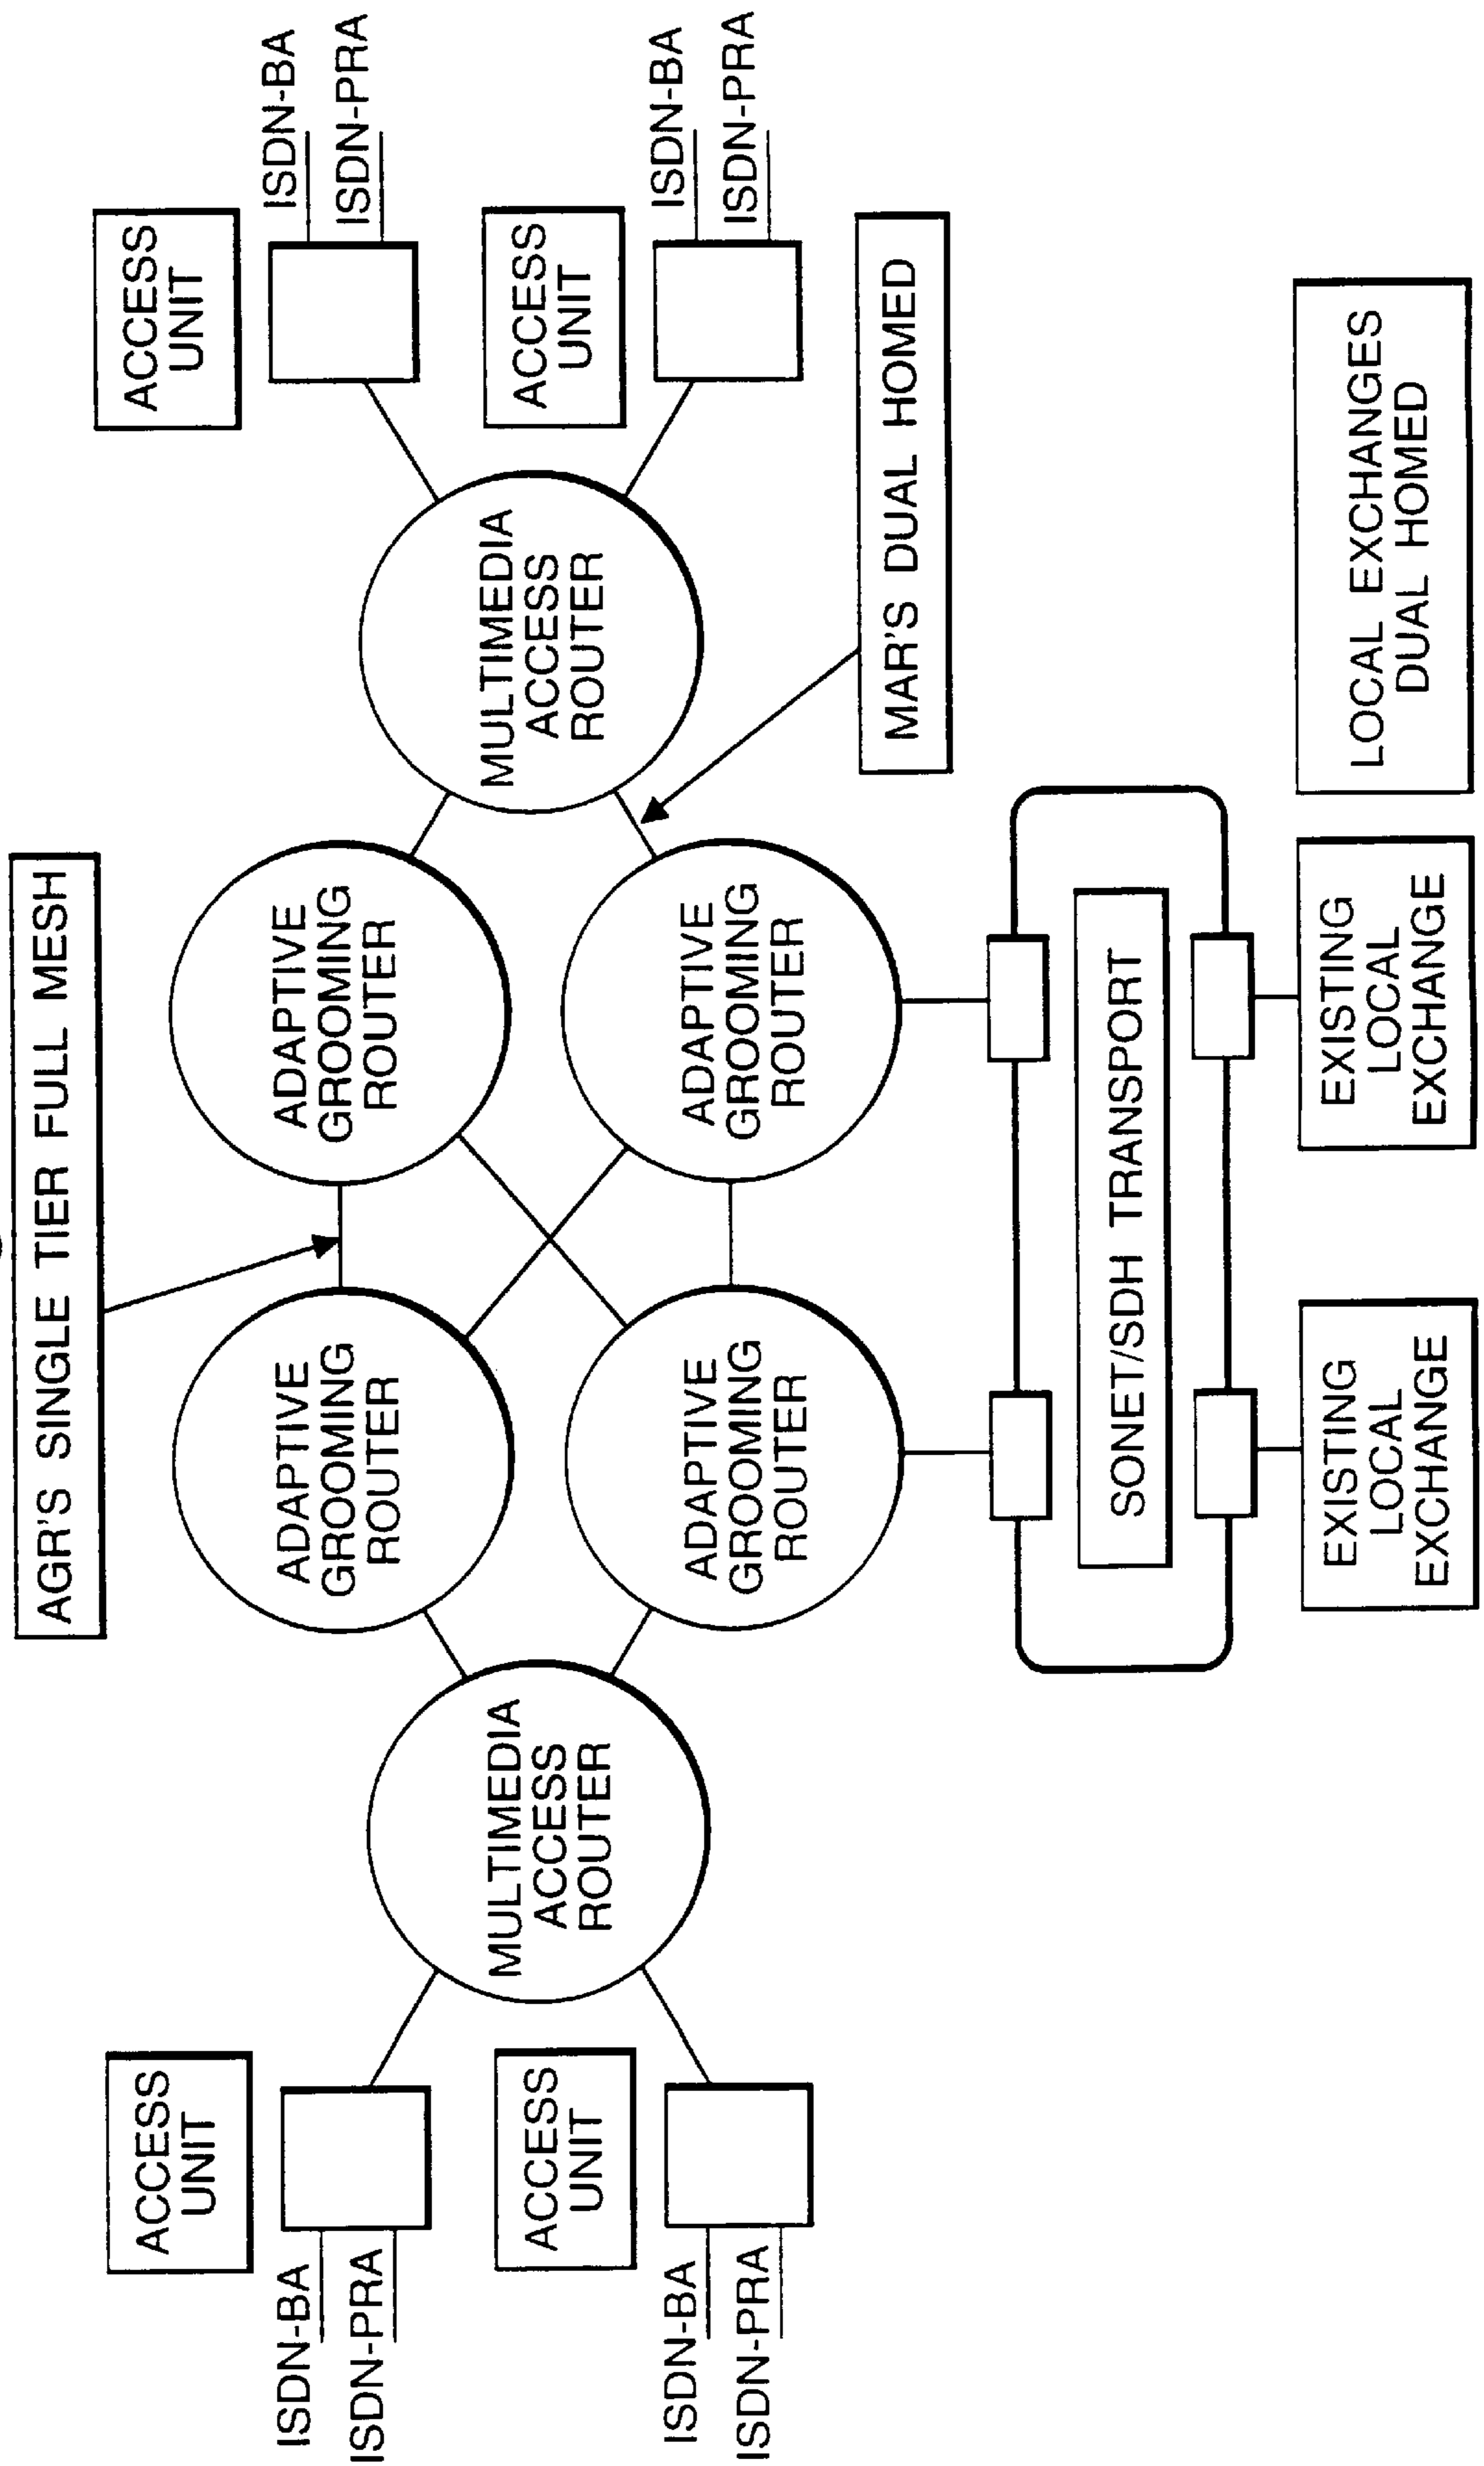 AGR'S SINGLE TIER FULL MESH
ACCESS
UNIT
ISDN-BA
ISDN-PRA
ACCESS
UNIT
ISDN-BA
ISDN-PRA
MULTIMEDIA
ACCESS
ROUTER
ADAPTIVE
GROOMING
ROUTER
ADAPTIVE
GROOMING
ROUTER
ADAPTIVE
GROOMING
ROUTER
ADAPTIVE
GROOMING
ROUTER
MULTIMEDIA
ACCESS
ROUTER
ACCESS
UNIT
ISDN-BA
ISDN-PRA
ACCESS
UNIT
ISDN-BA
ISDN-PRA
MAR'S DUAL HOMED
SONET/SDH TRANSPORT
EXISTING
LOCAL
EXCHANGE
EXISTING
LOCAL
EXCHANGE
LOCAL EXCHANGES
DUAL HOMED